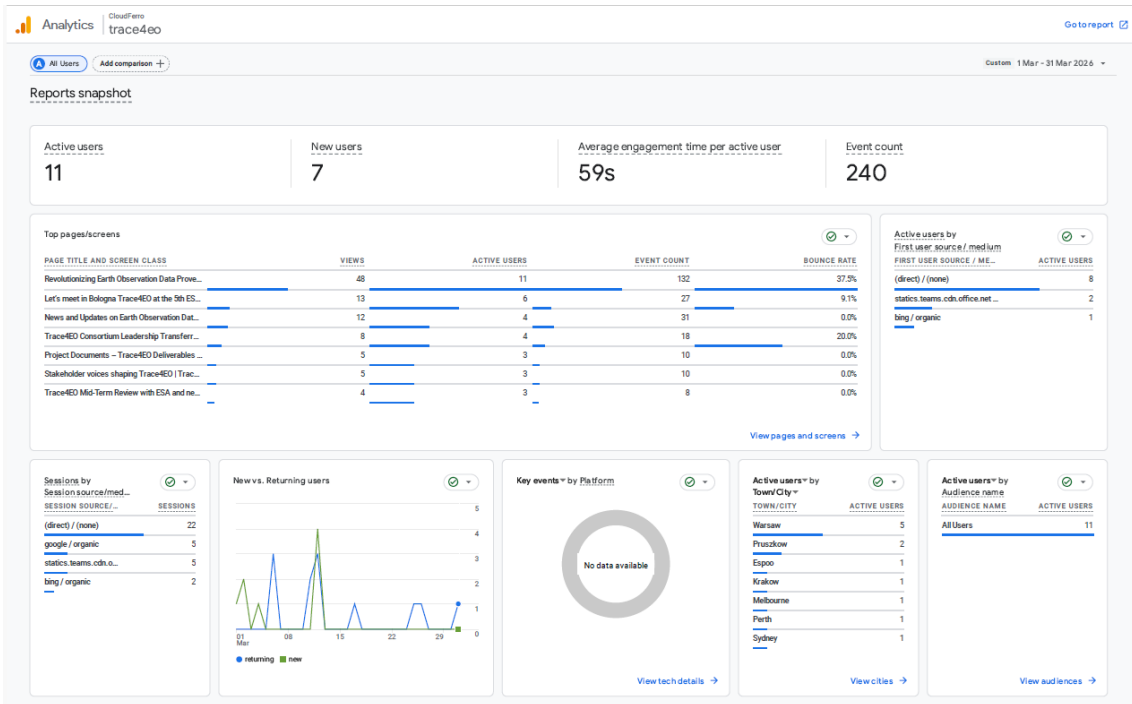 Analytics
CloudFerro
trace4eo
Go to report
A All Users
Add comparison +
Custom 1 Mar - 31 Mar 2026
Reports snapshot
Active users
11
New users
7
Average engagement time per active user
59s
Event count
240
Top pages/screens
PAGE TITLE AND SCREEN CLASS VIEWS ACTIVE USERS EVENT COUNT BOUNCE RATE
Revolutionizing Earth Observation Data Prove... 48 11 132 37.5%
Let's meet in Bologna Trace4EO at the 5th ES... 13 6 27 9.1%
News and Updates on Earth Observation Dat... 12 4 31 0.0%
Trace4EO Consortium Leadership Transferr... 8 4 18 20.0%
Project Documents – Trace4EO Deliverables ... 5 3 10 0.0%
Stakeholder voices shaping Trace4EO | Trac... 5 3 10 0.0%
Trace4EO Mid-Term Review with ESA and ne... 4 3 8 0.0%
View pages and screens
Active users by
First user source / medium
FIRST USER SOURCE / ME... ACTIVE USERS
(direct) / (none) 8
statics.teams.cdn.office.net ... 2
bing / organic 1
Sessions by
Session source/med...
SESSION SOURCE/... SESSIONS
(direct) / (none) 22
google / organic 5
statics.teams.cdn.o... 5
bing / organic 2
New vs. Returning users
5
4
3
2
1
0
01 08 15 22 29
Mar
returning new
Key events by Platform
No data available
View tech details
Active users by
Town/City
TOWN/CITY ACTIVE USERS
Warsaw 5
Pruszkow 2
Espoo 1
Krakow 1
Melbourne 1
Perth 1
Sydney 1
View cities
Active users by
Audience name
AUDIENCE NAME ACTIVE USERS
All Users 11
View audiences